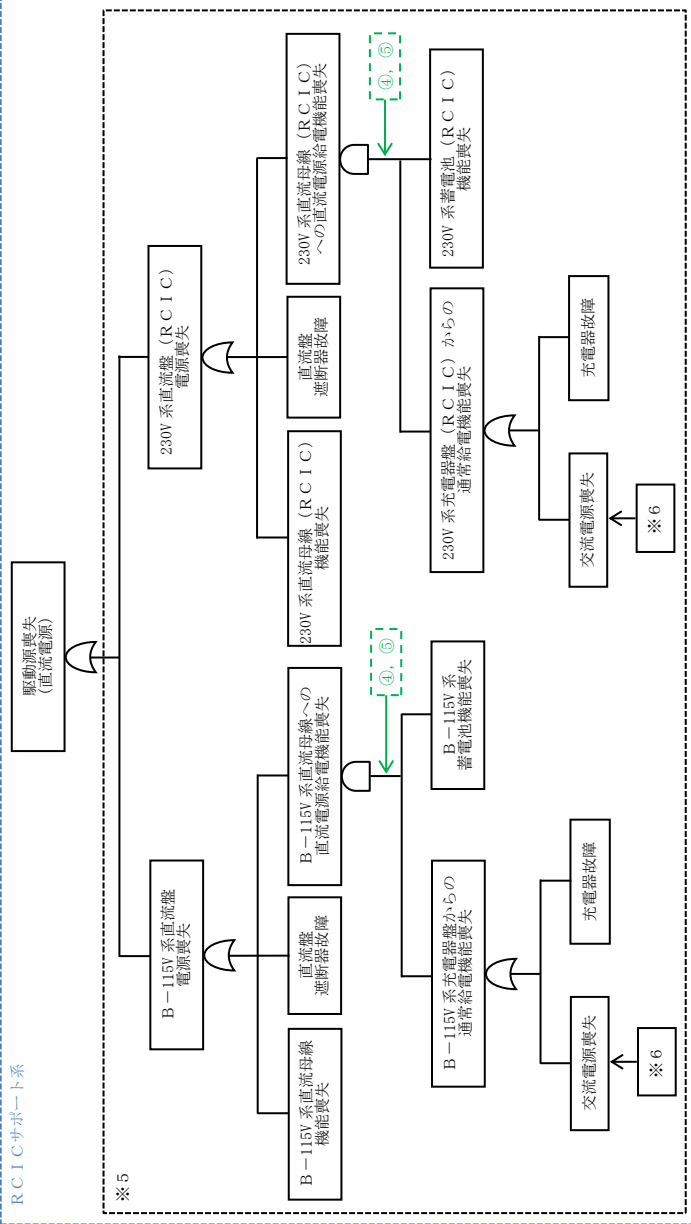 RCICサポート系
※5
駆動源喪失
(直流電源)
B－115V 系直流盤
電源喪失
230V 系直流盤（RCIC）
電源喪失
B－115V 系直流母線
機能喪失
直流盤
遮断器故障
B－115V 系直流母線への
直流電源給電機能喪失
230V 系直流母線（RCIC）
機能喪失
直流盤
遮断器故障
230V 系直流母線（RCIC）
への直流電源給電機能喪失
④，⑤
④，⑤
B－115V 系充電器盤からの
通常給電機能喪失
B－115V 系
蓄電池機能喪失
230V 系充電器盤（RCIC）からの
通常給電機能喪失
230V 系蓄電池（RCIC）
機能喪失
交流電源喪失
充電器故障
交流電源喪失
充電器故障
※6
※6